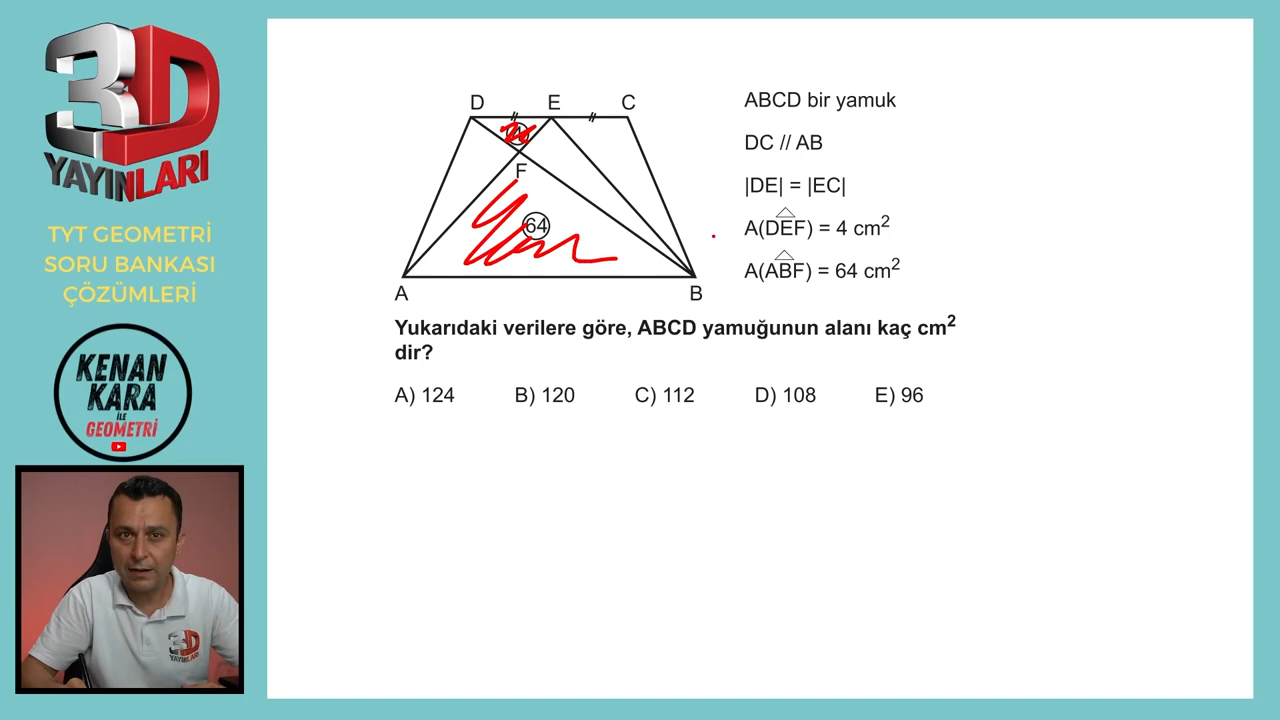 3D
YAYINLARI
TYT GEOMETRİ
SORU BANKASI
ÇÖZÜMLERİ
KENAN
KARA
İLE
GEOMETRİ
3D
YAYINLARI
D E C
F
64
A B
ABCD bir yamuk
DC // AB
|DE| = |EC|
A(DEF) = 4 cm²
A(ABF) = 64 cm²
Yukarıdaki verilere göre, ABCD yamuğunun alanı kaç cm²
dir?
A) 124 B) 120 C) 112 D) 108 E) 96